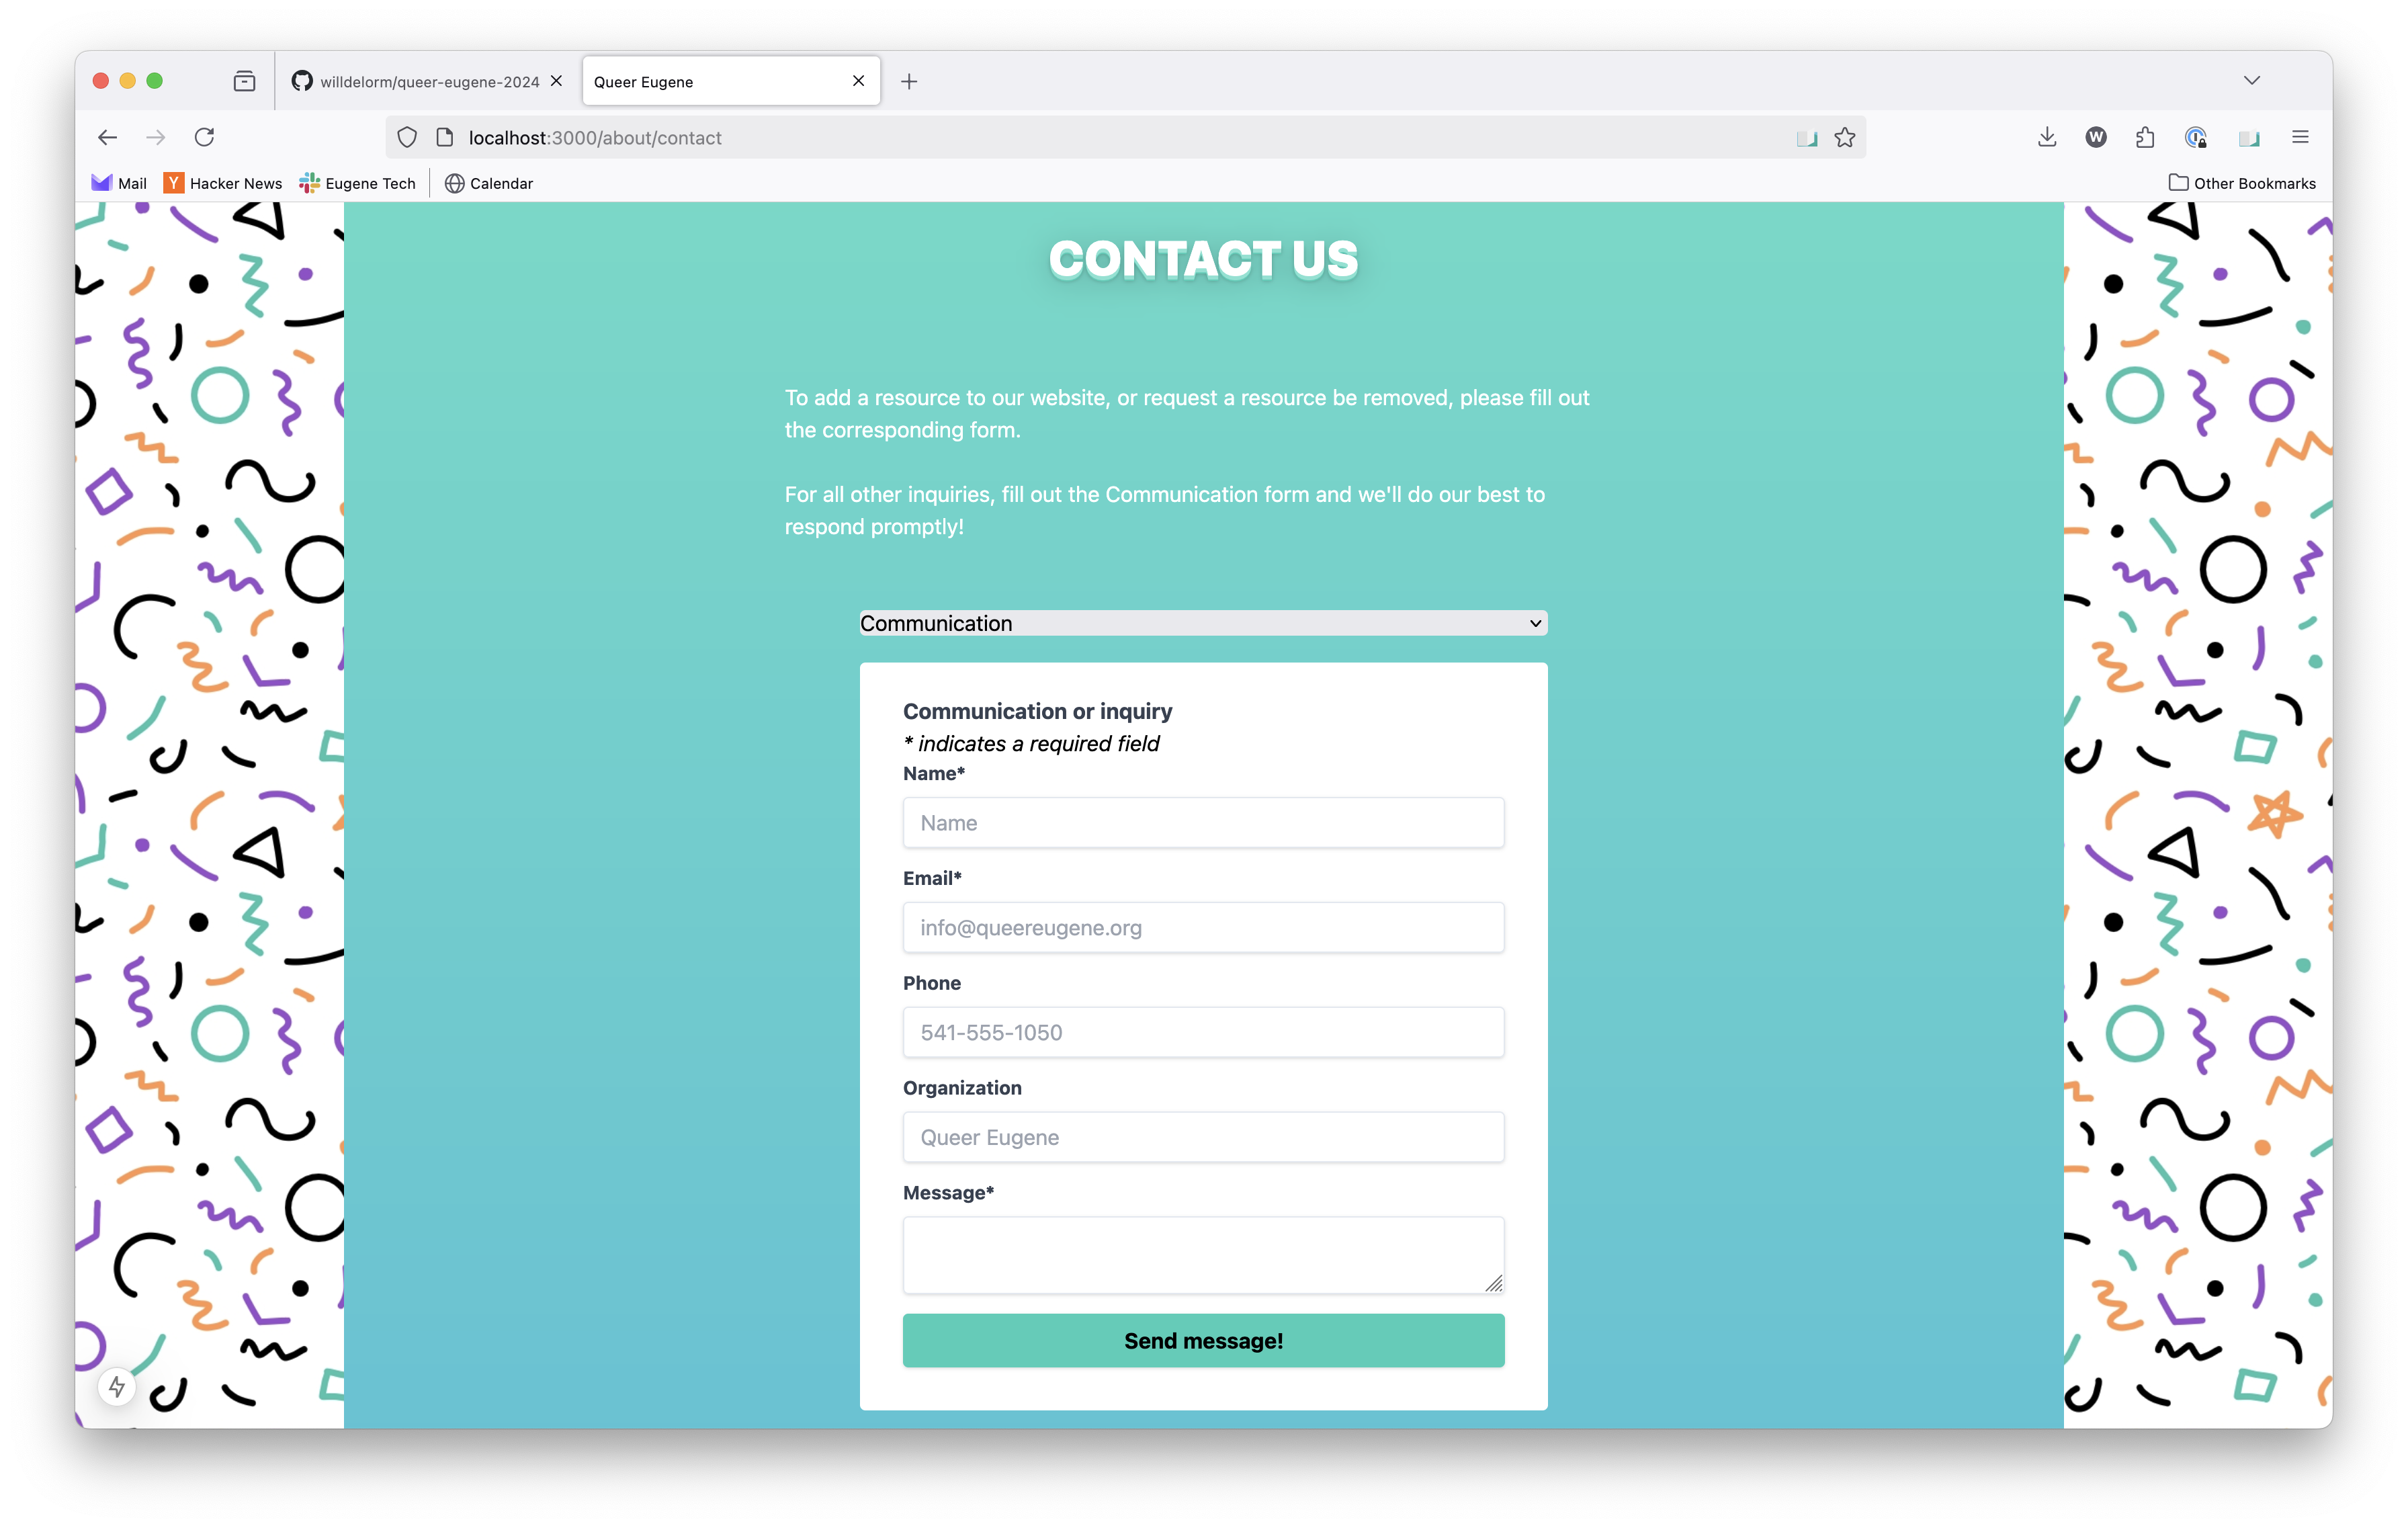 willdelorm/queer-eugene-2024
Queer Eugene
localhost:3000/about/contact
W
Mail
Y
Hacker News
Eugene Tech
Calendar
Other Bookmarks
CONTACT US
To add a resource to our website, or request a resource be removed, please fill out
the corresponding form.
For all other inquiries, fill out the Communication form and we'll do our best to
respond promptly!
Communication
Communication or inquiry
* indicates a required field
Name*
Name
Email*
info@queereugene.org
Phone
541-555-1050
Organization
Queer Eugene
Message*
Send message!